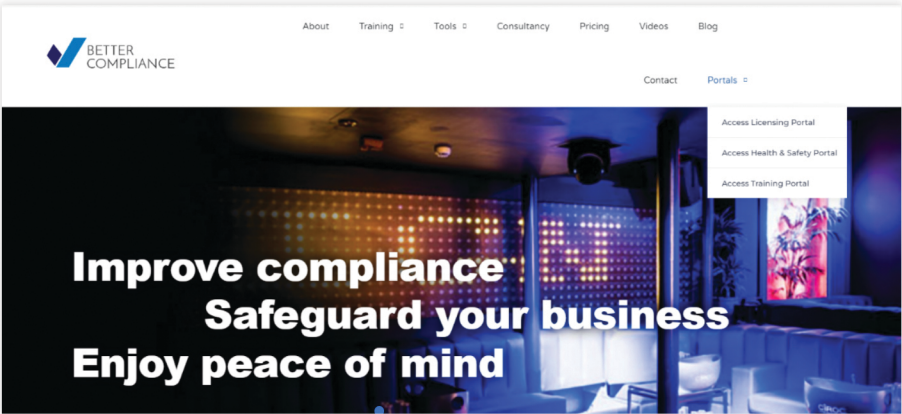 About Training Tools Consultancy Pricing Videos Blog
BETTER
COMPLIANCE
Contact Portals
Access Licensing Portal
Access Health & Safety Portal
Access Training Portal
Improve compliance
Safeguard your business
Enjoy peace of mind